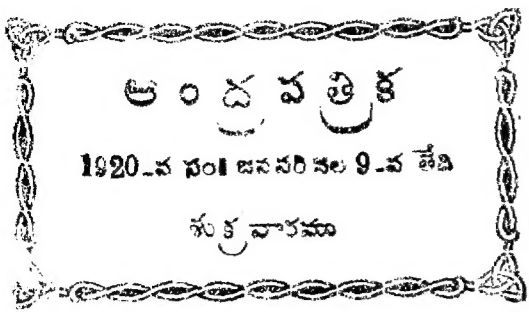 ఆంధ్రపత్రిక
1920-వ సం॥ జనవరి నెల 9-వ తేది
శుక్రవారము